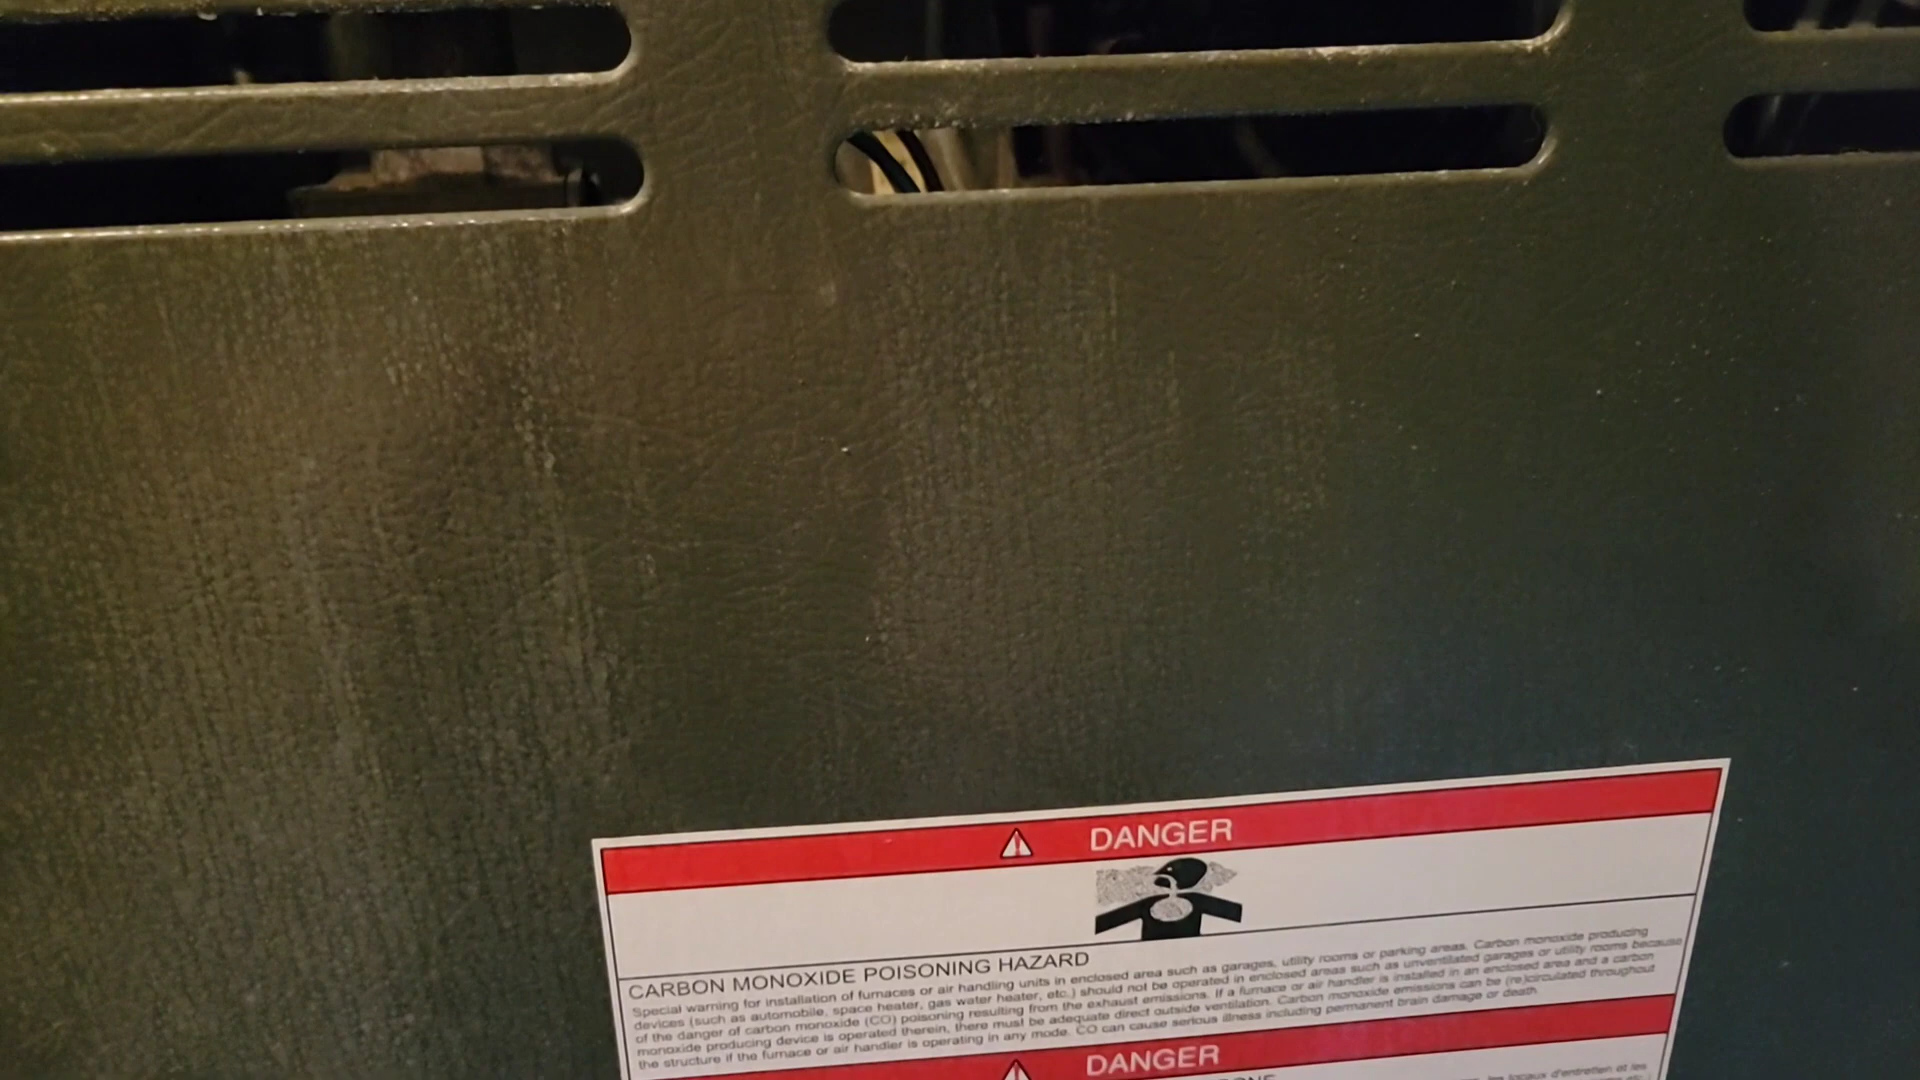 DANGER
CARBON MONOXIDE POISONING HAZARD
Special warning for installation of furnaces or air handling units in enclosed area such as garages, utility rooms or parking areas. Carbon monoxide producing
devices (such as automobile, space heater, gas water heater, etc.) should not be operated in enclosed areas such as unventilated garages or utility rooms because
of the danger of carbon monoxide (CO) poisoning resulting from the exhaust emissions. If a furnace or air handler is installed in an enclosed area and a carbon
monoxide producing device is operated therein, there must be adequate direct outside ventilation. Carbon monoxide emissions can be (re)circulated throughout
the structure if the furnace or air handler is operating in any mode. CO can cause serious illness including permanent brain damage or death.
DANGER
les locaux d'entretien et les